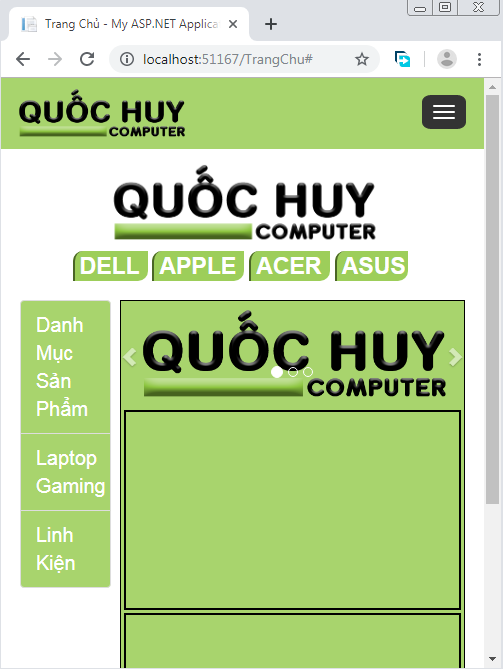 Trang Chủ - My ASP.NET Applica
localhost:51167/TrangChu#
QUỐC HUY
COMPUTER
QUỐC HUY
COMPUTER
DELL APPLE ACER ASUS
Danh
Mục
Sản
Phẩm
Laptop
Gaming
Linh
Kiện
QUỐC HUY
COMPUTER